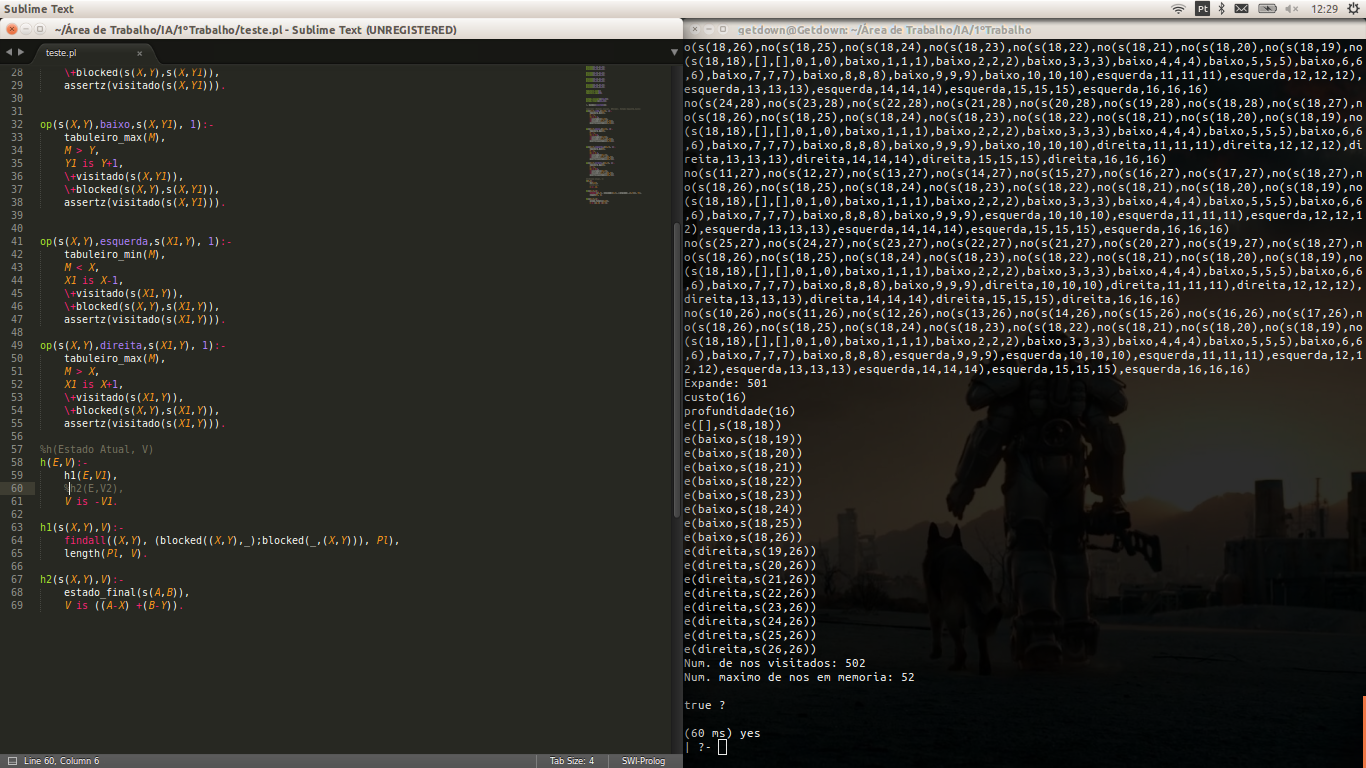 Sublime Text
Pt
12:29
~/Área de Trabalho/IA/1ºTrabalho/teste.pl - Sublime Text (UNREGISTERED)
teste.pl
28 \+blocked(s(X,Y),s(X,Y1)),
29 assertz(visitado(s(X,Y1))).
30
31
32 op(s(X,Y),baixo,s(X,Y1), 1):-
33 tabuleiro_max(M),
34 M > Y,
35 Y1 is Y+1,
36 \+visitado(s(X,Y1)),
37 \+blocked(s(X,Y),s(X,Y1)),
38 assertz(visitado(s(X,Y1))).
39
40
41 op(s(X,Y),esquerda,s(X1,Y), 1):-
42 tabuleiro_min(M),
43 M < X,
44 X1 is X-1,
45 \+visitado(s(X1,Y)),
46 \+blocked(s(X,Y),s(X1,Y)),
47 assertz(visitado(s(X1,Y))).
48
49 op(s(X,Y),direita,s(X1,Y), 1):-
50 tabuleiro_max(M),
51 M > X,
52 X1 is X+1,
53 \+visitado(s(X1,Y)),
54 \+blocked(s(X,Y),s(X1,Y)),
55 assertz(visitado(s(X1,Y))).
56
57 %h(Estado Atual, V)
58 h(E,V):-
59 h1(E,V1),
60 %h2(E,V2),
61 V is -V1.
62
63 h1(s(X,Y),V):-
64 findall((X,Y), (blocked((X,Y),_);blocked(_,(X,Y))), Pl),
65 length(Pl, V).
66
67 h2(s(X,Y),V):-
68 estado_final(s(A,B)),
69 V is ((A-X) +(B-Y)).
Line 60, Column 6
Tab Size: 4
SWI-Prolog
getdown@Getdown: ~/Área de Trabalho/IA/1ºTrabalho
o(s(18,26),no(s(18,25),no(s(18,24),no(s(18,23),no(s(18,22),no(s(18,21),no(s(18,20),no(s(18,19),no
(s(18,18),[],[],0,1,0),baixo,1,1,1),baixo,2,2,2),baixo,3,3,3),baixo,4,4,4),baixo,5,5,5),baixo,6,6
,6),baixo,7,7,7),baixo,8,8,8),baixo,9,9,9),baixo,10,10,10),esquerda,11,11,11),esquerda,12,12,12),
esquerda,13,13,13),esquerda,14,14,14),esquerda,15,15,15),esquerda,16,16,16)
no(s(24,28),no(s(23,28),no(s(22,28),no(s(21,28),no(s(20,28),no(s(19,28),no(s(18,28),no(s(18,27),no
(s(18,26),no(s(18,25),no(s(18,24),no(s(18,23),no(s(18,22),no(s(18,21),no(s(18,20),no(s(18,19),no
(s(18,18),[],[],0,1,0),baixo,1,1,1),baixo,2,2,2),baixo,3,3,3),baixo,4,4,4),baixo,5,5,5),baixo,6,6
,6),baixo,7,7,7),baixo,8,8,8),baixo,9,9,9),baixo,10,10,10),direita,11,11,11),direita,12,12,12),di
reita,13,13,13),direita,14,14,14),direita,15,15,15),direita,16,16,16)
no(s(11,27),no(s(12,27),no(s(13,27),no(s(14,27),no(s(15,27),no(s(16,27),no(s(17,27),no(s(18,27),n
o(s(18,26),no(s(18,25),no(s(18,24),no(s(18,23),no(s(18,22),no(s(18,21),no(s(18,20),no(s(18,19),no
(s(18,18),[],[],0,1,0),baixo,1,1,1),baixo,2,2,2),baixo,3,3,3),baixo,4,4,4),baixo,5,5,5),baixo,6,6
,6),baixo,7,7,7),baixo,8,8,8),baixo,9,9,9),esquerda,10,10,10),esquerda,11,11,11),esquerda,12,12,1
2),esquerda,13,13,13),esquerda,14,14,14),esquerda,15,15,15),esquerda,16,16,16)
no(s(25,27),no(s(24,27),no(s(23,27),no(s(22,27),no(s(21,27),no(s(20,27),no(s(19,27),no(s(18,27),n
o(s(18,26),no(s(18,25),no(s(18,24),no(s(18,23),no(s(18,22),no(s(18,21),no(s(18,20),no(s(18,19),no
(s(18,18),[],[],0,1,0),baixo,1,1,1),baixo,2,2,2),baixo,3,3,3),baixo,4,4,4),baixo,5,5,5),baixo,6,6
,6),baixo,7,7,7),baixo,8,8,8),baixo,9,9,9),direita,10,10,10),direita,11,11,11),direita,12,12,12),
direita,13,13,13),direita,14,14,14),direita,15,15,15),direita,16,16,16)
no(s(10,26),no(s(11,26),no(s(12,26),no(s(13,26),no(s(14,26),no(s(15,26),no(s(16,26),no(s(17,26),n
o(s(18,26),no(s(18,25),no(s(18,24),no(s(18,23),no(s(18,22),no(s(18,21),no(s(18,20),no(s(18,19),no
(s(18,18),[],[],0,1,0),baixo,1,1,1),baixo,2,2,2),baixo,3,3,3),baixo,4,4,4),baixo,5,5,5),baixo,6,6
,6),baixo,7,7,7),baixo,8,8,8),esquerda,9,9,9),esquerda,10,10,10),esquerda,11,11,11),esquerda,12,1
2,12),esquerda,13,13,13),esquerda,14,14,14),esquerda,15,15,15),esquerda,16,16,16)
Expande: 501
custo(16)
profundidade(16)
e([],s(18,18))
e(baixo,s(18,19))
e(baixo,s(18,20))
e(baixo,s(18,21))
e(baixo,s(18,22))
e(baixo,s(18,23))
e(baixo,s(18,24))
e(baixo,s(18,25))
e(baixo,s(18,26))
e(direita,s(19,26))
e(direita,s(20,26))
e(direita,s(21,26))
e(direita,s(22,26))
e(direita,s(23,26))
e(direita,s(24,26))
e(direita,s(25,26))
e(direita,s(26,26))
Num. de nos visitados: 502
Num. maximo de nos em memoria: 52
true ?
(60 ms) yes
| ?-